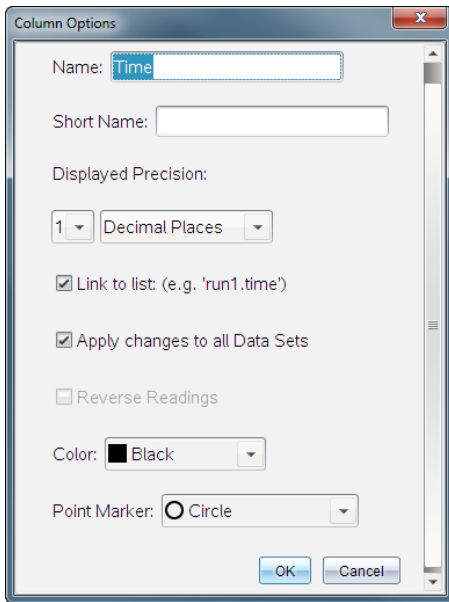 Column Options
Name: Time
Short Name:
Displayed Precision:
1 Decimal Places
Link to list: (e.g. 'run1.time')
Apply changes to all Data Sets
Reverse Readings
Color: Black
Point Marker: Circle
OK Cancel